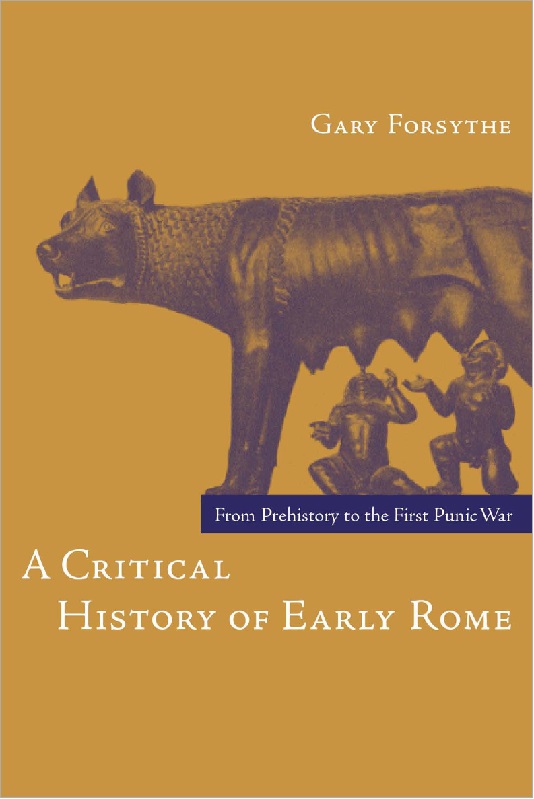 Gary Forsythe
From Prehistory to the First Punic War
A Critical
History of Early Rome